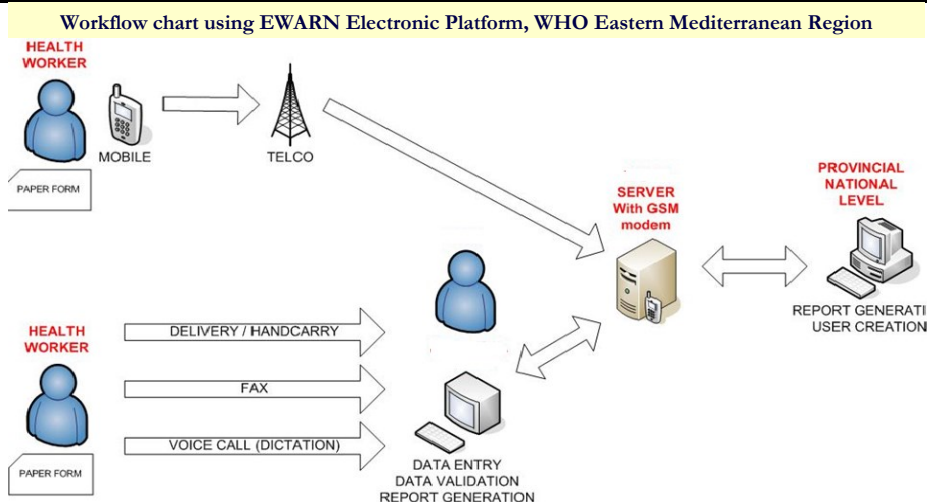 Workflow chart using EWARN Electronic Platform, WHO Eastern Mediterranean Region
HEALTH
WORKER
MOBILE
TELCO
PAPER FORM
SERVER
With GSM
modem
PROVINCIAL
NATIONAL
LEVEL
REPORT GENERATI
USER CREATION
HEALTH
WORKER
DELIVERY / HANDCARRY
FAX
VOICE CALL (DICTATION)
PAPER FORM
DATA ENTRY
DATA VALIDATION
REPORT GENERATION